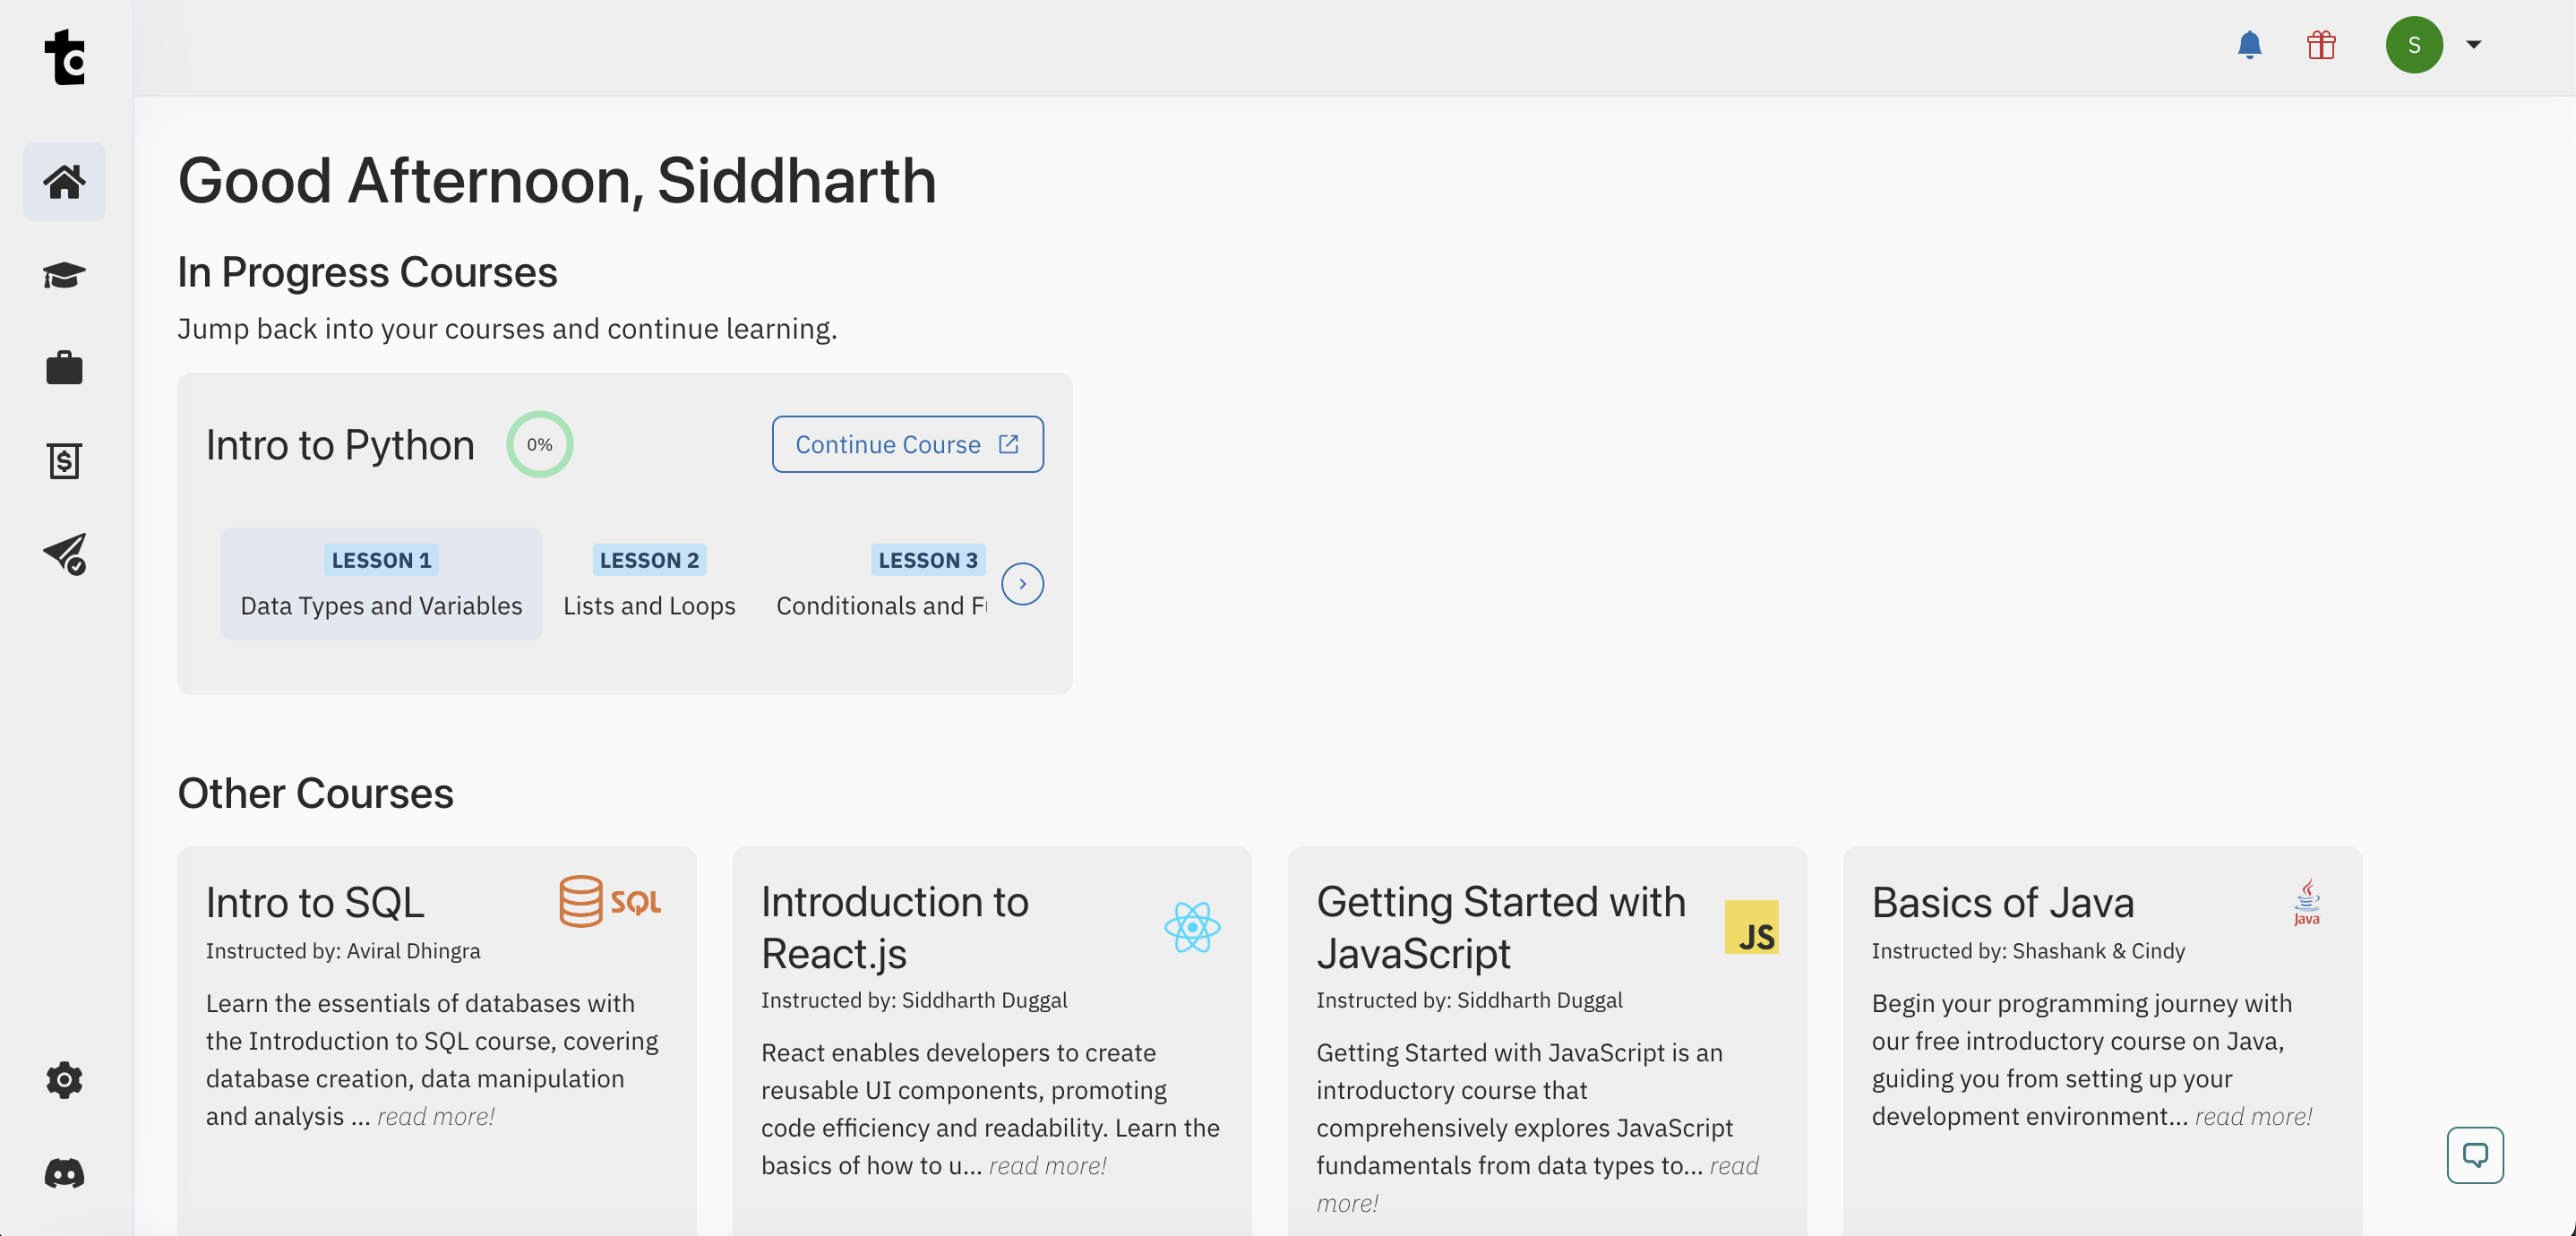 tc
S
Good Afternoon, Siddharth
In Progress Courses
Jump back into your courses and continue learning.
Intro to Python
0%
Continue Course
LESSON 1
Data Types and Variables
LESSON 2
Lists and Loops
LESSON 3
Conditionals and
Other Courses
Intro to SQL
SQL
Instructed by: Aviral Dhingra
Learn the essentials of databases with
the Introduction to SQL course, covering
database creation, data manipulation
and analysis ... read more!
Introduction to
React.js
Instructed by: Siddharth Duggal
React enables developers to create
reusable UI components, promoting
code efficiency and readability. Learn the
basics of how to u... read more!
Getting Started with
JavaScript
JS
Instructed by: Siddharth Duggal
Getting Started with JavaScript is an
introductory course that
comprehensively explores JavaScript
fundamentals from data types to... read
more!
Basics of Java
Java
Instructed by: Shashank & Cindy
Begin your programming journey with
our free introductory course on Java,
guiding you from setting up your
development environment... read more!